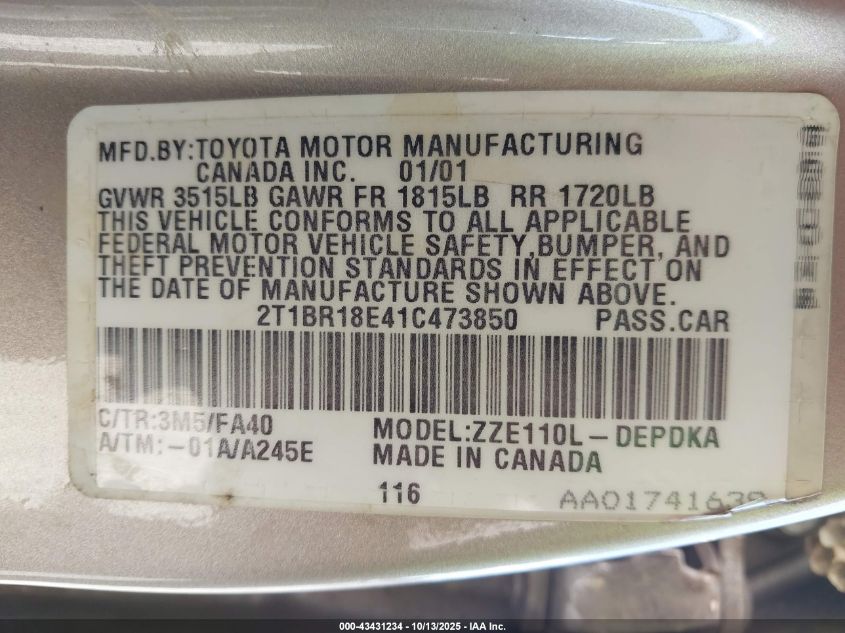 MFD.BY:TOYOTA MOTOR MANUFACTURING
CANADA INC. 01/01
GVWR 3515LB GAWR FR 1815LB RR 1720LB
THIS VEHICLE CONFORMS TO ALL APPLICABLE
FEDERAL MOTOR VEHICLE SAFETY,BUMPER, AND
THEFT PREVENTION STANDARDS IN EFFECT ON
THE DATE OF MANUFACTURE SHOWN ABOVE.
2T1BR18E41C473850 PASS.CAR
C/TR:3M5/FA40
A/TM:-01A/A245E
MODEL:ZZE110L-DEPDKA
MADE IN CANADA
116
AA01741639
000-43431234 - 10/13/2025 - IAA Inc.